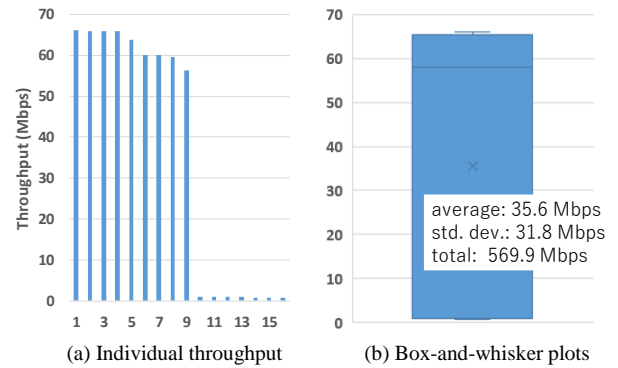 70
60
50
40
30
20
10
0
Throughput (Mbps)
1 3 5 7 9 11 13 15
(a) Individual throughput
70
60
50
40
30
20
10
0
average: 35.6 Mbps
std. dev.: 31.8 Mbps
total: 569.9 Mbps
(b) Box-and-whisker plots